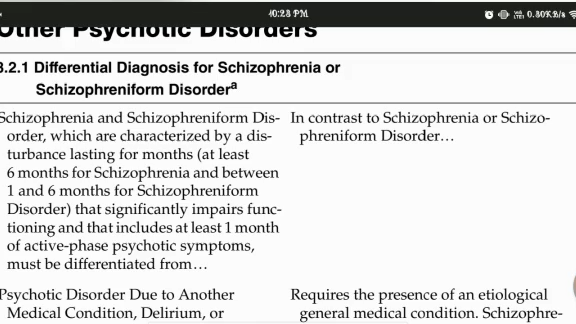 10:23 PM
0.80KB/s
Other Psychotic Disorders
3.2.1 Differential Diagnosis for Schizophrenia or
Schizophreniform Disorderª
Schizophrenia and Schizophreniform Dis-
order, which are characterized by a dis-
turbance lasting for months (at least
6 months for Schizophrenia and between
1 and 6 months for Schizophreniform
Disorder) that significantly impairs func-
tioning and that includes at least 1 month
of active-phase psychotic symptoms,
must be differentiated from…
In contrast to Schizophrenia or Schizo-
phreniform Disorder…
Psychotic Disorder Due to Another
Medical Condition, Delirium, or
Requires the presence of an etiological
general medical condition. Schizophre-